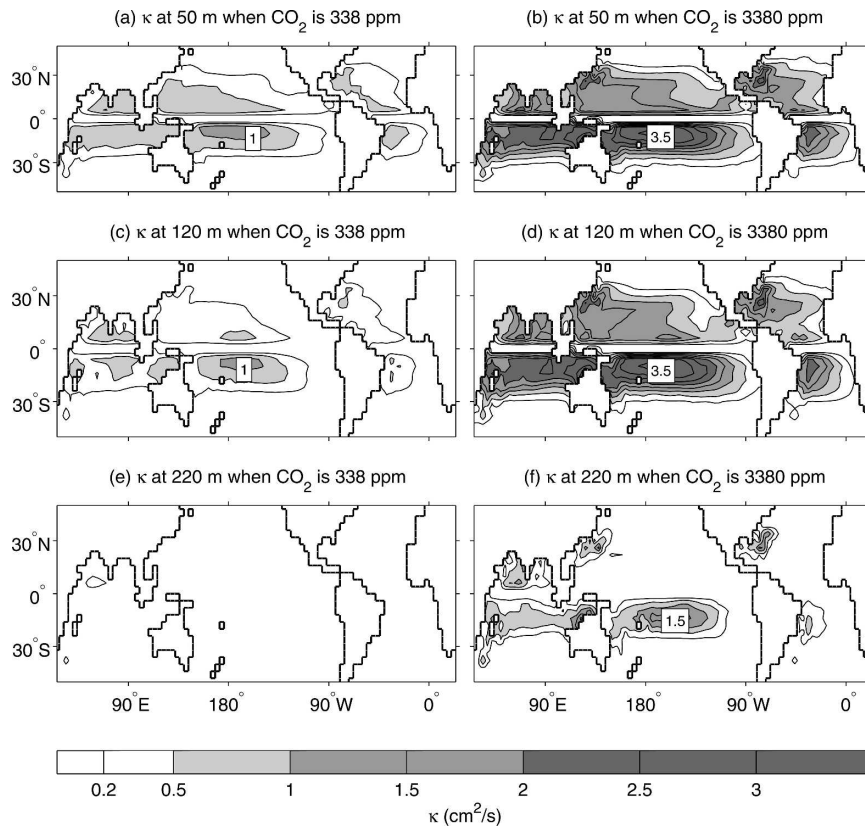 (a) κ at 50 m when CO2 is 338 ppm
(b) κ at 50 m when CO2 is 3380 ppm
30°N
0°
30°S
1
3.5
(c) κ at 120 m when CO2 is 338 ppm
(d) κ at 120 m when CO2 is 3380 ppm
30°N
0°
30°S
1
3.5
(e) κ at 220 m when CO2 is 338 ppm
(f) κ at 220 m when CO2 is 3380 ppm
30°N
0°
30°S
1.5
90°E 180° 90°W 0°
90°E 180° 90°W 0°
0.2 0.5 1 1.5 2 2.5 3
κ (cm2/s)